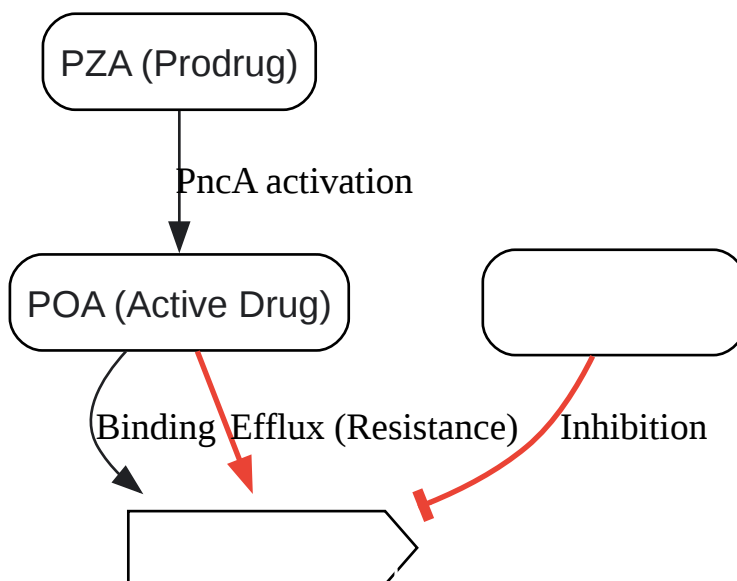 PZA (Prodrug)
PncA activation
POA (Active Drug)
Binding
Efflux (Resistance)
Inhibition